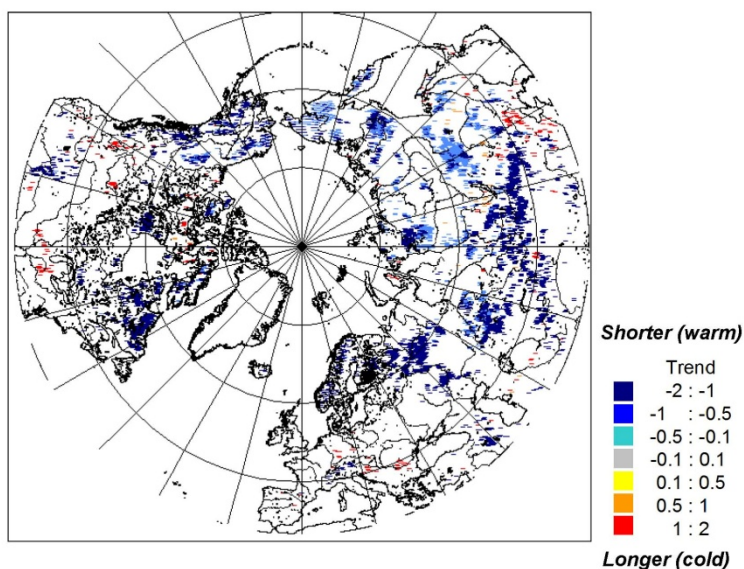 Shorter (warm)
Trend
-2 : -1
-1 : -0.5
-0.5 : -0.1
-0.1 : 0.1
0.1 : 0.5
0.5 : 1
1 : 2
Longer (cold)